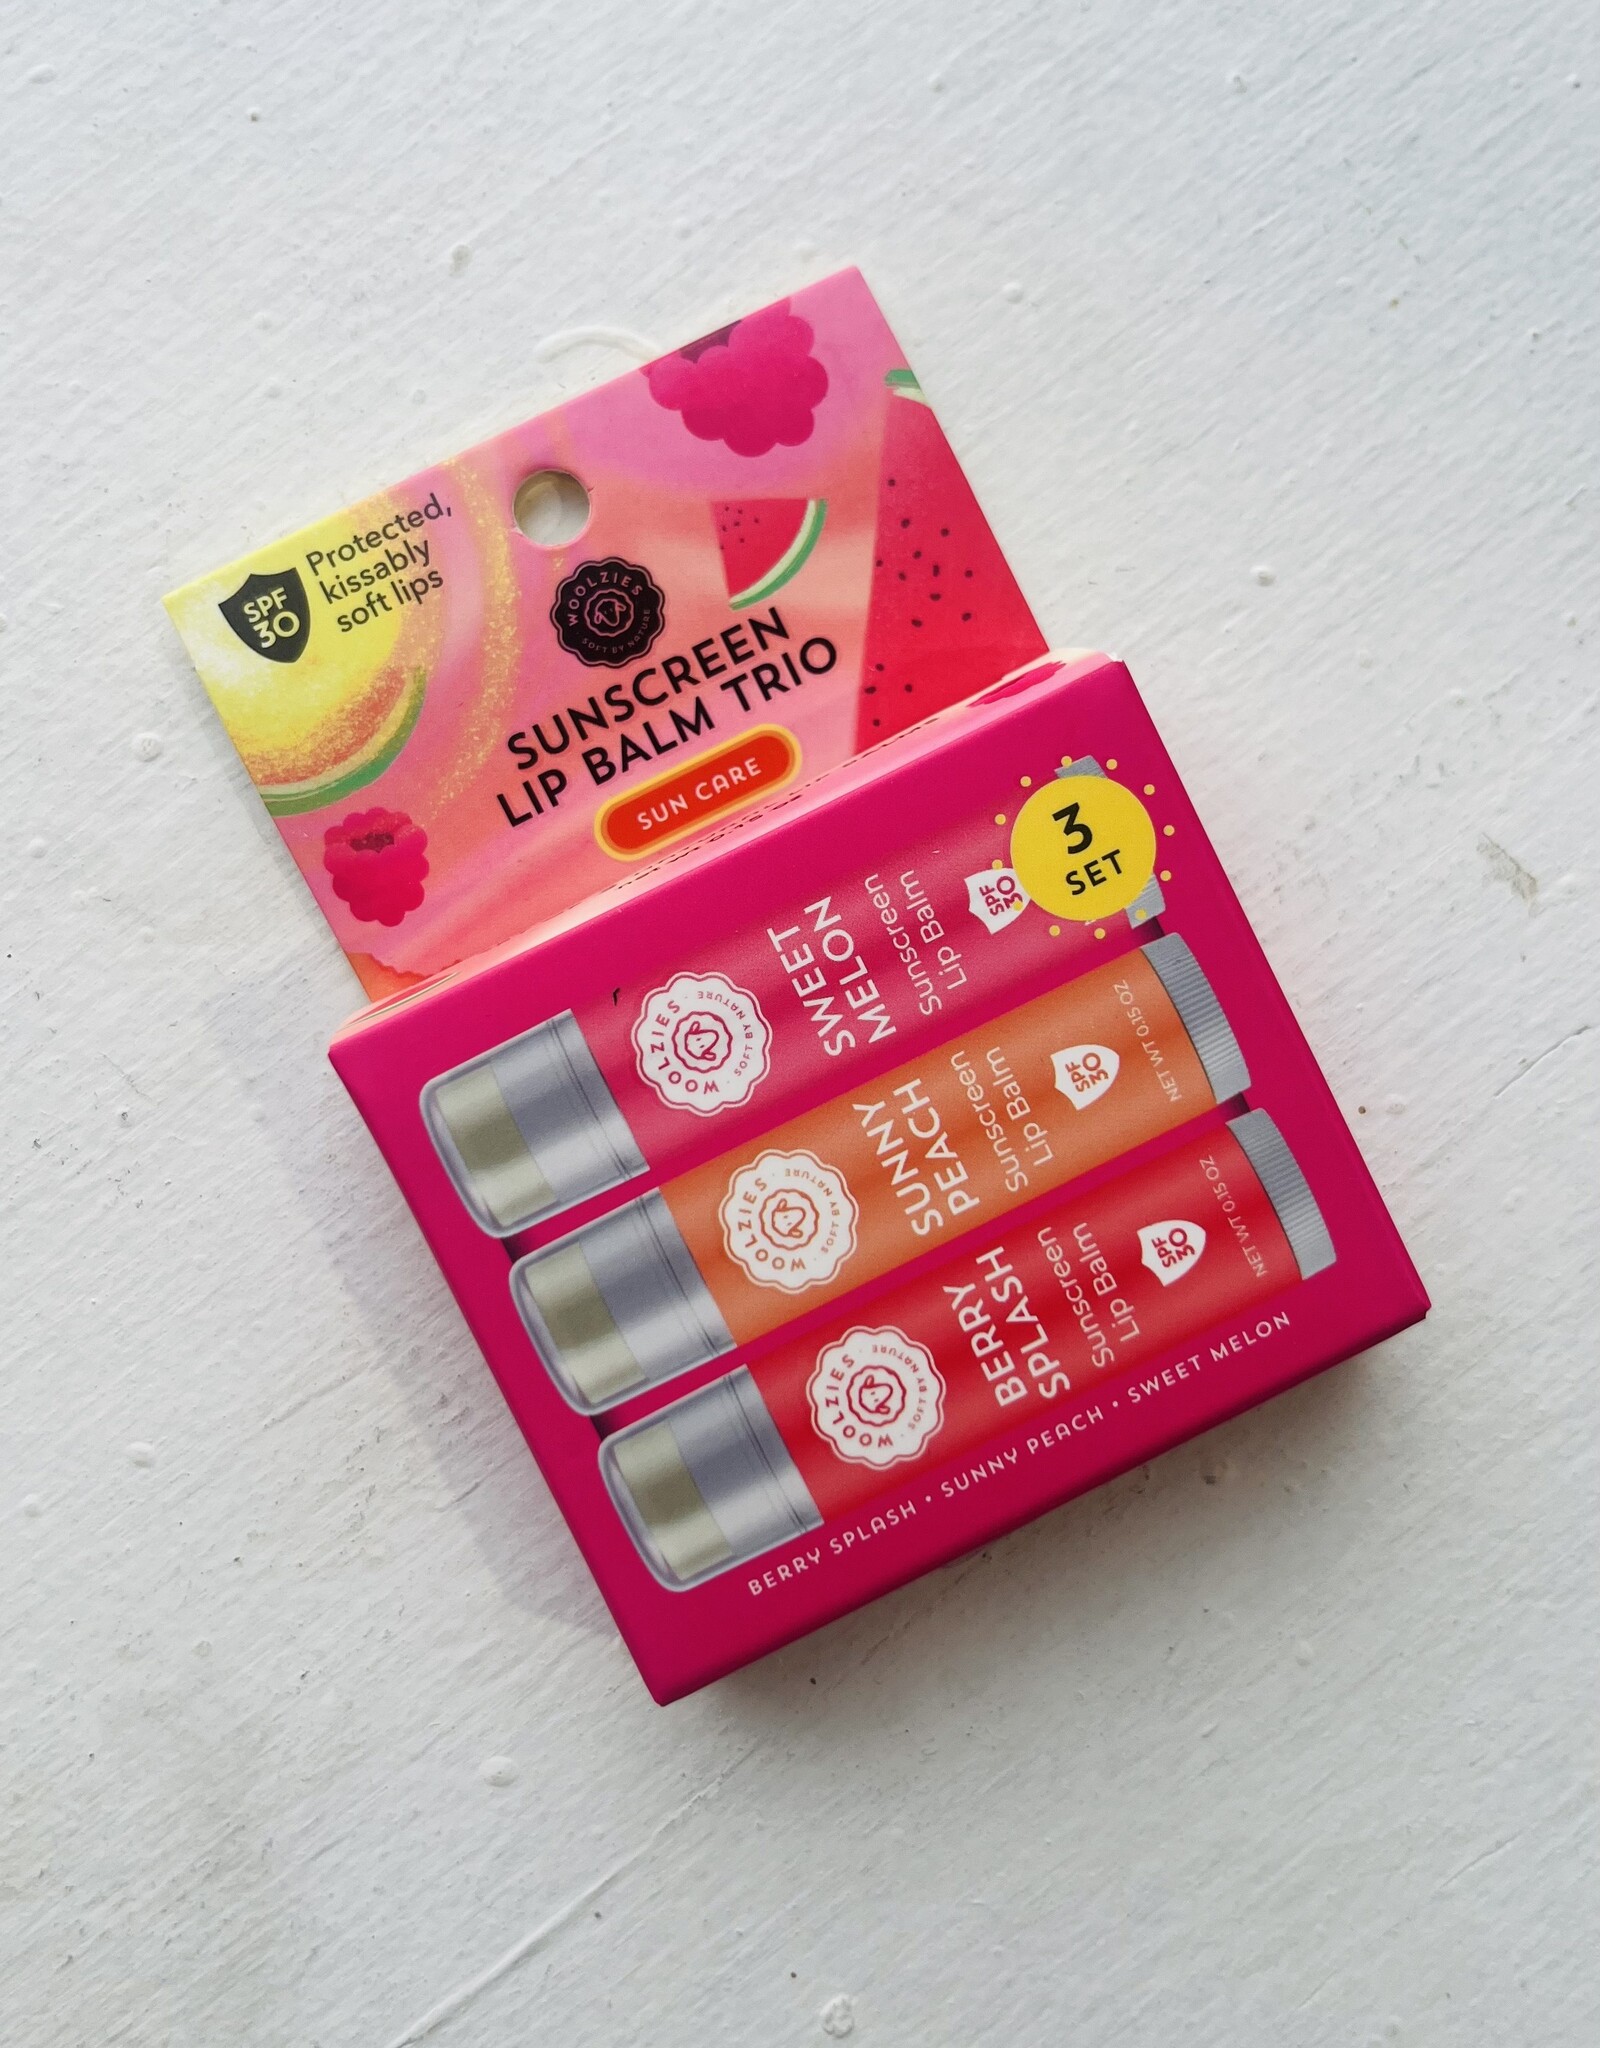 SPF
30
Protected,
kissably
soft lips
WOOLZIES
SOFT BY NATURE
SUNSCREEN
LIP BALM TRIO
SUN CARE
3
SET
WOOLZIES
SOFT BY NATURE
SWEET
MELON
Sunscreen
Lip Balm
SPF
30
WOOLZIES
SOFT BY NATURE
SUNNY
PEACH
Sunscreen
Lip Balm
SPF
30
NET WT 0.15 OZ
WOOLZIES
SOFT BY NATURE
BERRY
SPLASH
Sunscreen
Lip Balm
SPF
30
NET WT 0.15 OZ
BERRY SPLASH • SUNNY PEACH • SWEET MELON